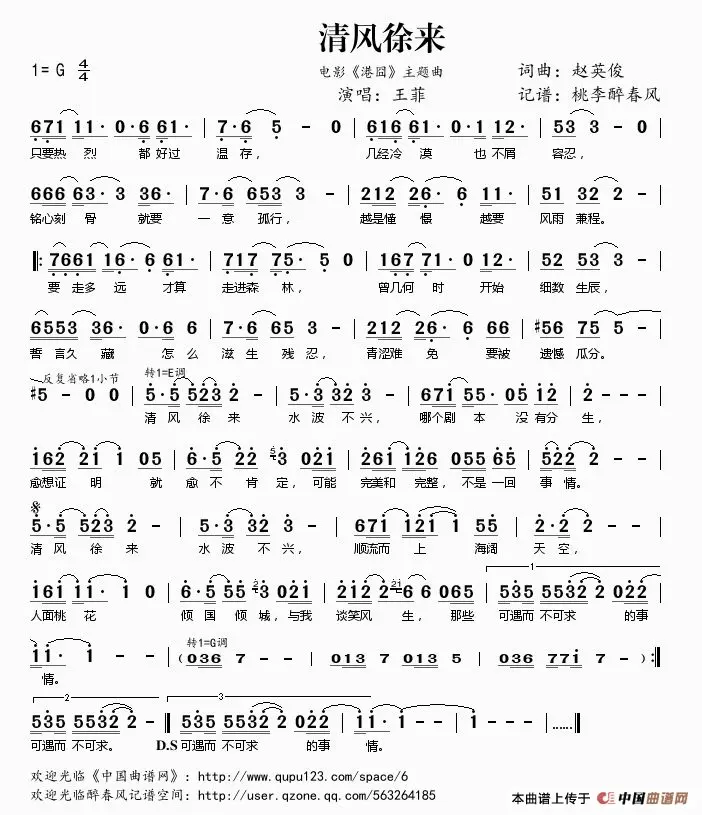 清风徐来
1= G 4/4
电影《港囧》主题曲
词曲：赵英俊
演唱：王菲
记谱：桃李醉春风
671 11· 0·6 61· | 7·6 5 - 0 | 616 61· 0·1 12· | 53 3 - 0
只要热 烈 都 好过 温 存， 几经冷 漠 也 不屑 容忍，
666 63· 3 36· | 7·6 653 3 - | 212 26· 6 11· | 51 32 2 -
铭心刻 骨 就要 一 意 孤行， 越是懂 憬 越要 风雨 兼程。
‖: 7661 16· 6 61· | 717 75· 5 0 | 167 71· 0 1 | 52 53 3 -
要 走多 远 才算 走进森 林， 曾几何 时 开始 细数 生辰，
6553 36· 0 6 2 | 7·6 65 3 - | 212 26· 6 66 | #56 75 5
誓 言久 藏 怎么 滋生 残忍， 青涩难 免 要被 遗憾 瓜分。
反复省略1小节
转1=E调
#5 - 0 0 | 5·5 523 2 - | 5·3 32 3 - | 671 55· 05 12
清 风 徐 来 水 波 不 兴， 哪个剧 本 没 有分 生，
162 21 1 05 | 6·5 22 3 021 | 261 126 055 65 | 522 2 - -
愈想证 明 就 愈 不 肯 定，可能 完美和 完整，不是一回 事 情。
5·5 523 2 - | 5·3 332 3 - | 671 121 1 55 | 2·2 2 - -
清 风 徐 来 水 波 不 兴， 顺流而 上 海阔 天 空，
161 11· 1 0 | 6·5 55 3 021 | 212 2 6 6 065 | 535 5532 2 022
人面桃 花 倾 国 倾 城，与我 谈笑风 生， 那些 可遇而 不可求 的事
转1=G调
11· 1 - - | (036 7 - - | 013 7 013 5 | 036 771 7 -) :‖
情。
535 5532 2 - ‖ 535 5532 2 022 | 11· 1 1 - | 1 - - - |……‖
可遇而 不可求。 D.S 可遇而 不可求 的事 情。
欢迎光临《中国曲谱网》：http://www.qupu123.com/space/6
欢迎光临醉春风记谱空间：http://user.qzone.qq.com/563264185
本曲谱上传于 中国曲谱网